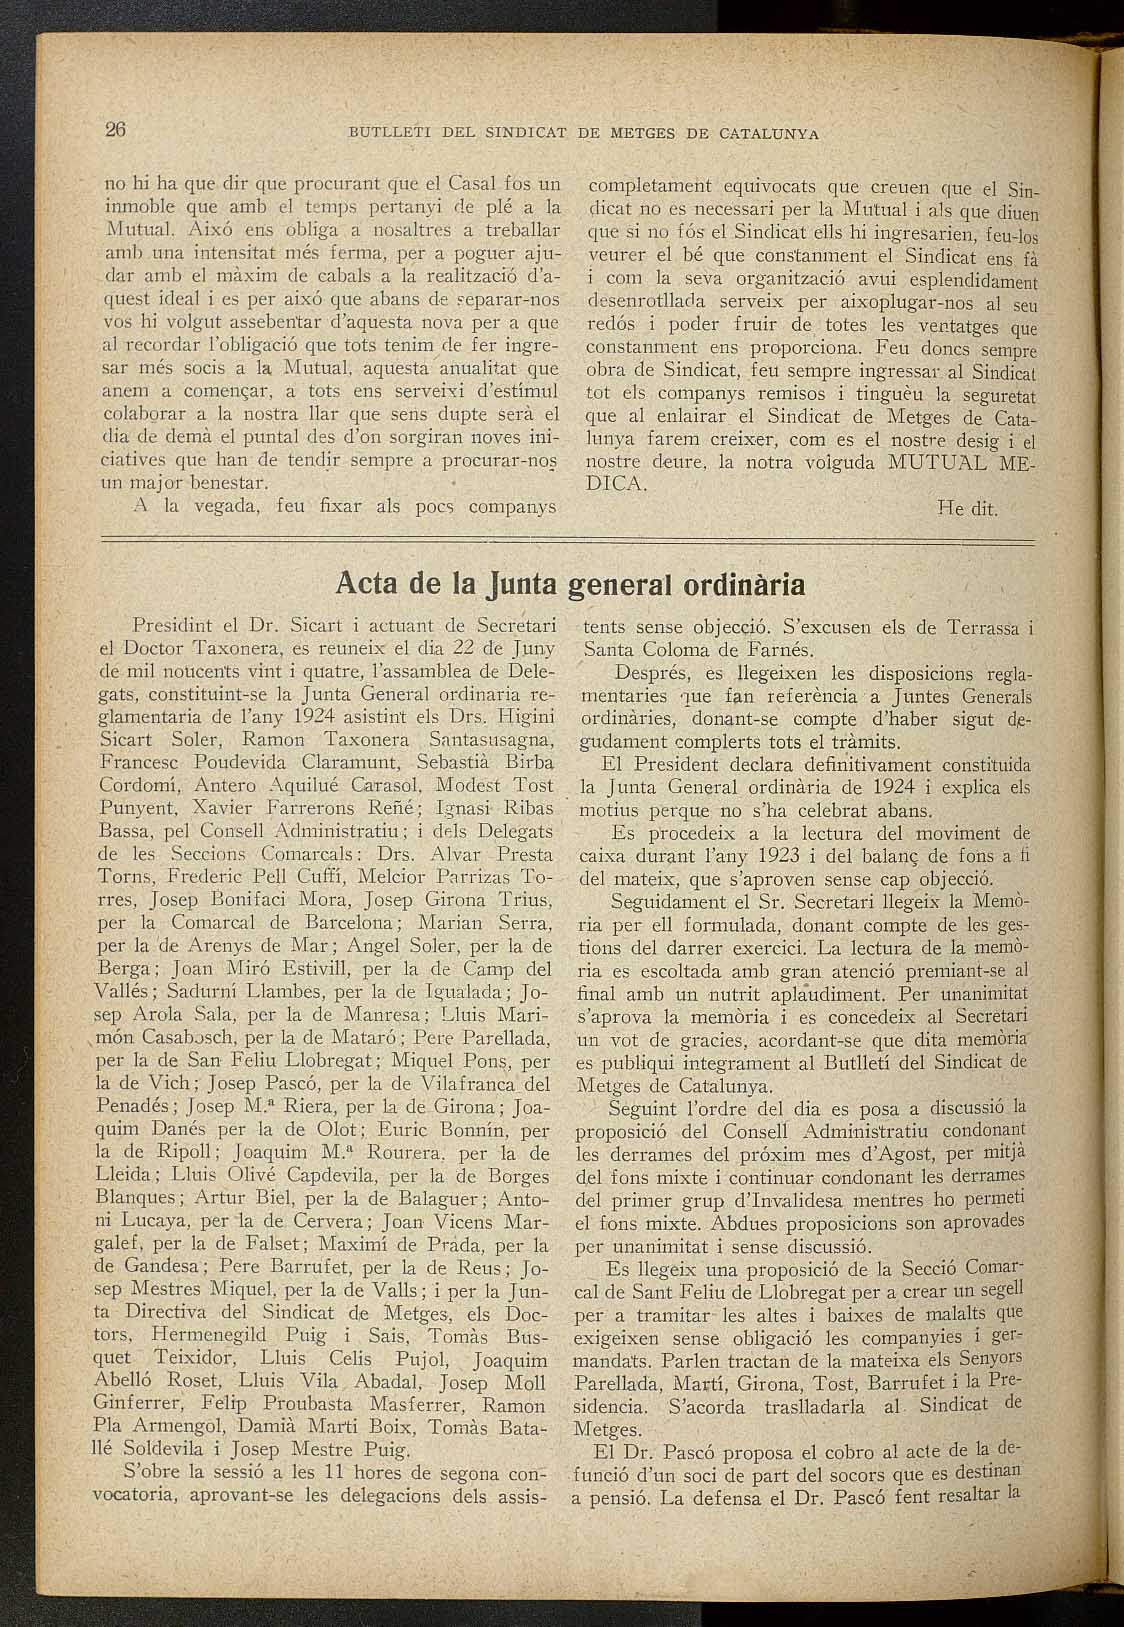 26
BUTLLETÍ DEL SINDICAT DE METGES DE CATALUNYA
no hi ha que dir que procurant que el Casal fos un
inmoble que amb el temps pertanyi de plé a la
Mutual. Aixó ens obliga a nosaltres a treballar
amb una intensitat més ferma, per a poguer aju-
dar amb el màxim de cabals a la realització d'a-
quest ideal i es per aixó que abans de separar-nos
vos hi volgut assebentar d'aquesta nova per a que
al recordar l'obligació que tots tenim de fer ingre-
sar més socis a la Mutual, aquesta anualitat que
anem a començar, a tots ens serveixi d'estímul
colaborar a la nostra llar que sens dupte serà el
dia de demà el puntal des d'on sorgiran noves ini-
ciatives que han de tendir sempre a procurar-nos
un major benestar.
A la vegada, feu fixar als pocs companys
completament equivocats que creuen que el Sin-
dicat no es necessari per la Mutual i als que diuen
que si no fós el Sindicat ells hi ingresarien, feu-los
veurer el bé que constanment el Sindicat ens fà
i com la seva organització avui esplendidament
desenrotllada serveix per aixoplugar-nos al seu
redós i poder fruir de totes les ventatges que
constanment ens proporciona. Feu doncs sempre
obra de Sindicat, feu sempre ingressar al Sindicat
tot els companys remisos i tinguèu la seguretat
que al enlairar el Sindicat de Metges de Cata-
lunya farem creixer, com es el nostre desig i el
nostre deure, la notra volguda MUTUAL ME-
DICA.
He dit.
Acta de la Junta general ordinària
Presidint el Dr. Sicart i actuant de Secretari
el Doctor Taxonera, es reuneix el dia 22 de Juny
de mil noucents vint i quatre, l'assamblea de Dele-
gats, constituint-se la Junta General ordinaria re-
glamentaria de l'any 1924 asistint els Drs. Higini
Sicart Soler, Ramon Taxonera Santasusagna,
Francesc Poudevida Claramunt, Sebastià Birba
Cordomí, Antero Aquilué Carasol, Modest Tost
Punyent, Xavier Farrerons Reñé; Ignasi Ribas
Bassa, pel Consell Administratiu; i dels Delegats
de les Seccions Comarcals: Drs. Alvar Presta
Torns, Frederic Pell Cuffí, Melcior Parrizas To-
rres, Josep Bonifaci Mora, Josep Girona Trius,
per la Comarcal de Barcelona; Marian Serra,
per la de Arenys de Mar; Angel Soler, per la de
Berga; Joan Miró Estivill, per la de Camp del
Vallés; Sadurní Llambes, per la de Igualada; Jo-
sep Arola Sala, per la de Manresa; Lluis Mari-
món Casabosch, per la de Mataró; Pere Parellada,
per la de San Feliu Llobregat; Miquel Pons, per
la de Vich; Josep Pascó, per la de Vilafranca del
Penadés; Josep M.ª Riera, per la de Girona; Joa-
quim Danés per la de Olot; Euric Bonnín, per
la de Ripoll; Joaquim M.ª Rourera, per la de
Lleida; Lluis Olivé Capdevila, per la de Borges
Blanques; Artur Biel, per la de Balaguer; Anto-
ni Lucaya, per la de Cervera; Joan Vicens Mar-
galef, per la de Falset; Maximí de Prada, per la
de Gandesa; Pere Barrufet, per la de Reus; Jo-
sep Mestres Miquel, per la de Valls; i per la Jun-
ta Directiva del Sindicat de Metges, els Doc-
tors, Hermenegild Puig i Sais, Tomàs Bus-
quet Teixidor, Lluis Celis Pujol, Joaquim
Abelló Roset, Lluis Vila Abadal, Josep Moll
Ginferrer, Felip Proubasta Masferrer, Ramon
Pla Armengol, Damià Marti Boix, Tomàs Bata-
llé Soldevila i Josep Mestre Puig.
S'obre la sessió a les 11 hores de segona con-
vocatoria, aprovant-se les delegacions dels assis-
tents sense objecció. S'excusen els de Terrassa i
Santa Coloma de Farnés.
Després, es llegeixen les disposicions regla-
mentaries que fan referència a Juntes Generals
ordinàries, donant-se compte d'haber sigut de-
gudament complerts tots el tràmits.
El President declara definitivament constituida
la Junta General ordinària de 1924 i explica els
motius perque no s'ha celebrat abans.
Es procedeix a la lectura del moviment de
caixa durant l'any 1923 i del balanç de fons a fi
del mateix, que s'aproven sense cap objecció.
Seguidament el Sr. Secretari llegeix la Memò-
ria per ell formulada, donant compte de les ges-
tions del darrer exercici. La lectura de la memò-
ria es escoltada amb gran atenció premiant-se al
final amb un nutrit aplaudiment. Per unanimitat
s'aprova la memòria i es concedeix al Secretari
un vot de gracies, acordant-se que dita memòria
es publiqui integrament al Butlletí del Sindicat de
Metges de Catalunya.
Seguint l'ordre del dia es posa a discussió la
proposició del Consell Administratiu condonant
les derrames del próxim mes d'Agost, per mitjà
del fons mixte i continuar condonant les derrames
del primer grup d'Invalidesa mentres ho permeti
el fons mixte. Abdues proposicions son aprovades
per unanimitat i sense discussió.
Es llegeix una proposició de la Secció Comar-
cal de Sant Feliu de Llobregat per a crear un segell
per a tramitar les altes i baixes de malalts que
exigeixen sense obligació les companyies i ger-
mandats. Parlen tractan de la mateixa els Senyors
Parellada, Martí, Girona, Tost, Barrufet i la Pre-
sidencia. S'acorda traslladarla al Sindicat de
Metges.
El Dr. Pascó proposa el cobro al acte de la de-
funció d'un soci de part del socors que es destinan
a pensió. La defensa el Dr. Pascó fent resaltar la